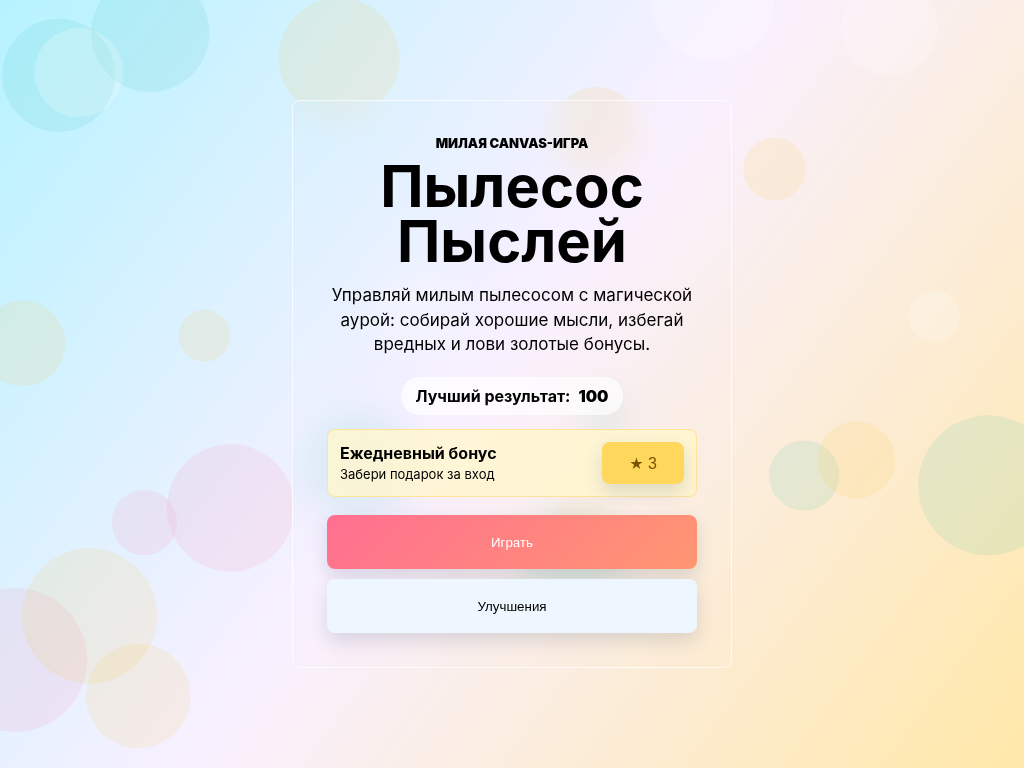 МИЛАЯ CANVAS-ИГРА
Пылесос
Пыслей
Управляй милым пылесосом с магической
аурой: собирай хорошие мысли, избегай
вредных и лови золотые бонусы.
Лучший результат: 100
Ежедневный бонус
Забери подарок за вход
★ 3
Играть
Улучшения